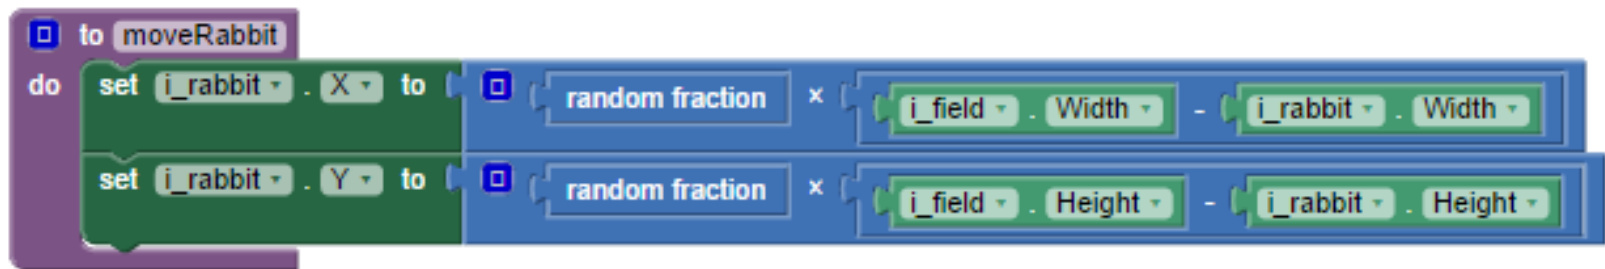 to moveRabbit
do set i_rabbit . X to random fraction × i_field . Width - i_rabbit . Width
set i_rabbit . Y to random fraction × i_field . Height - i_rabbit . Height